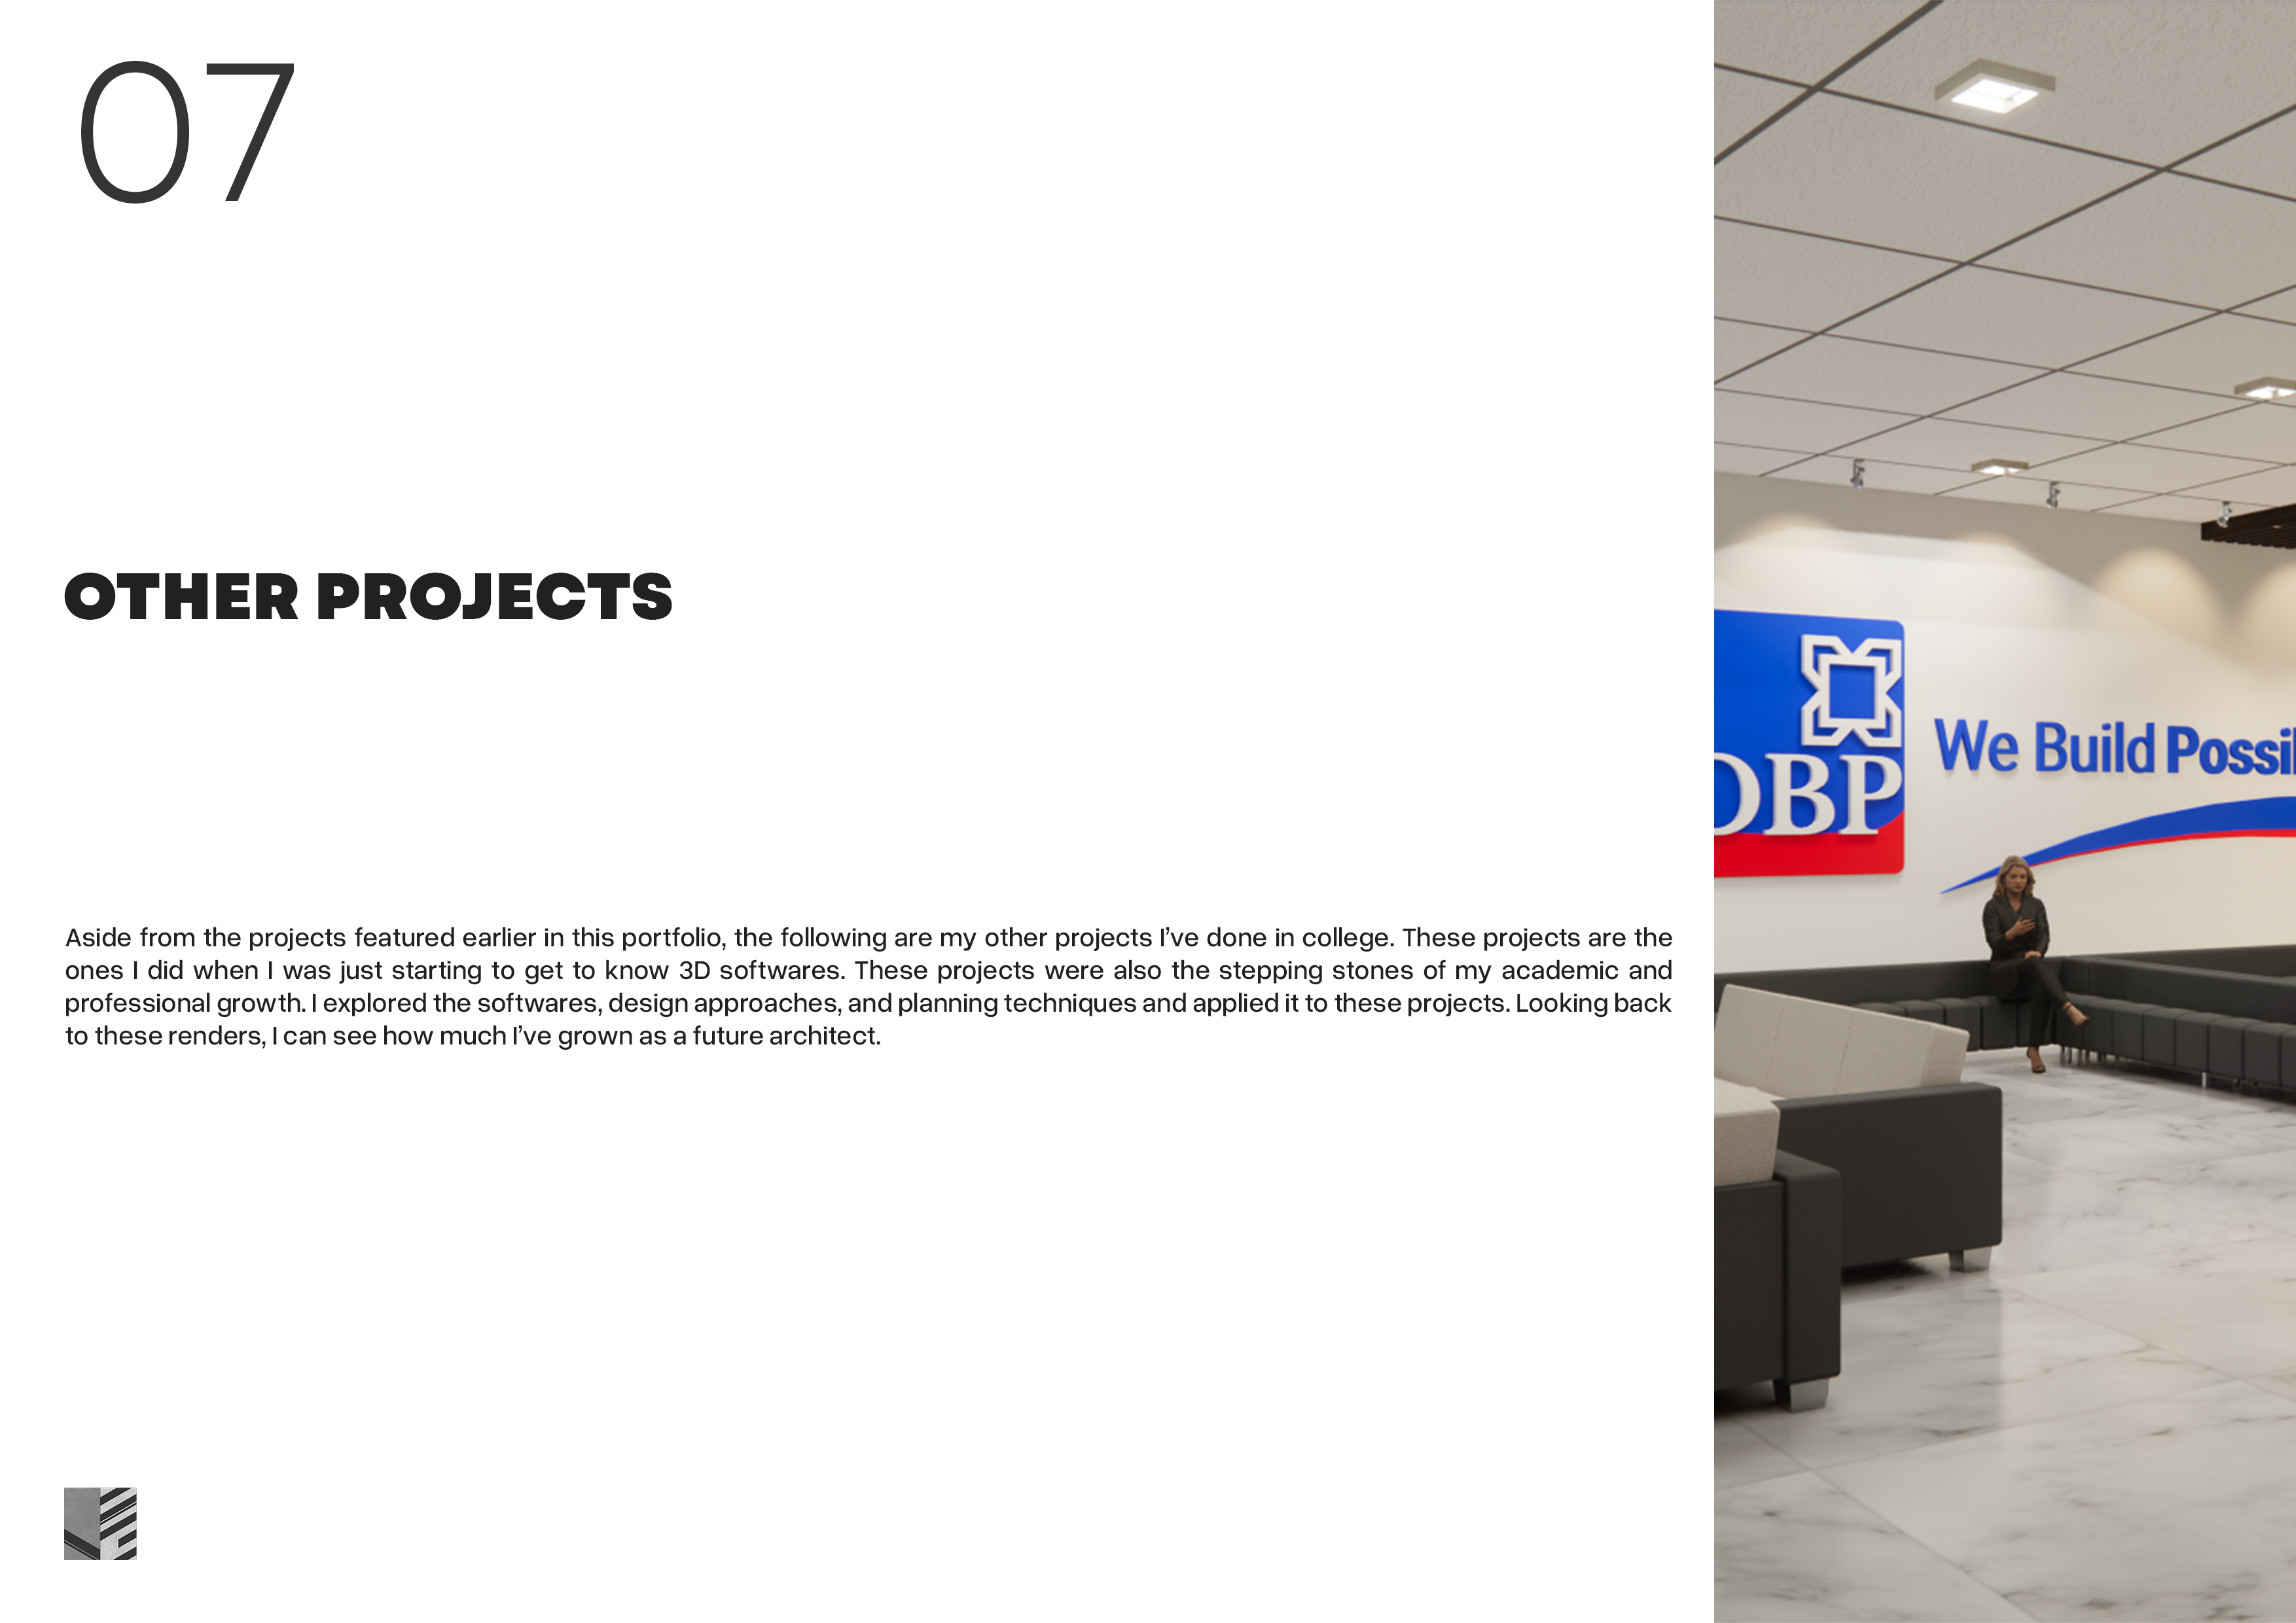 07
OTHER PROJECTS
Aside from the projects featured earlier in this portfolio, the following are my other projects I've done in college. These projects are the
ones I did when I was just starting to get to know 3D softwares. These projects were also the stepping stones of my academic and
professional growth. I explored the softwares, design approaches, and planning techniques and applied it to these projects. Looking back
to these renders, I can see how much I've grown as a future architect.
DBP
We Build Possi